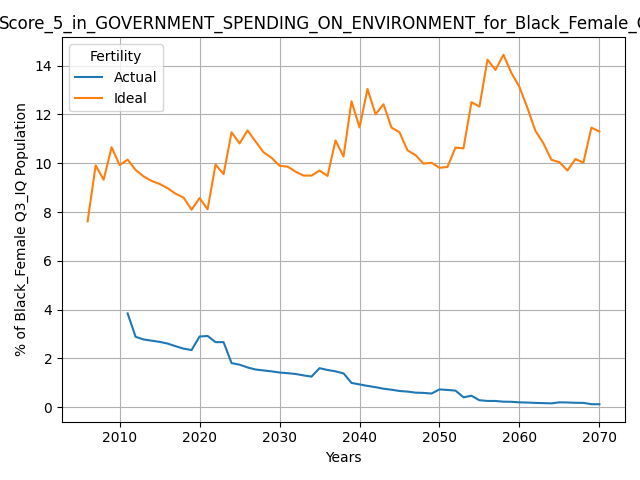 Score_5_in_GOVERNMENT_SPENDING_ON_ENVIRONMENT_for_Black_Female_
Fertility
Actual
Ideal
% of Black_Female Q3_IQ Population
14
12
10
8
6
4
2
0
2010 2020 2030 2040 2050 2060 2070
Years